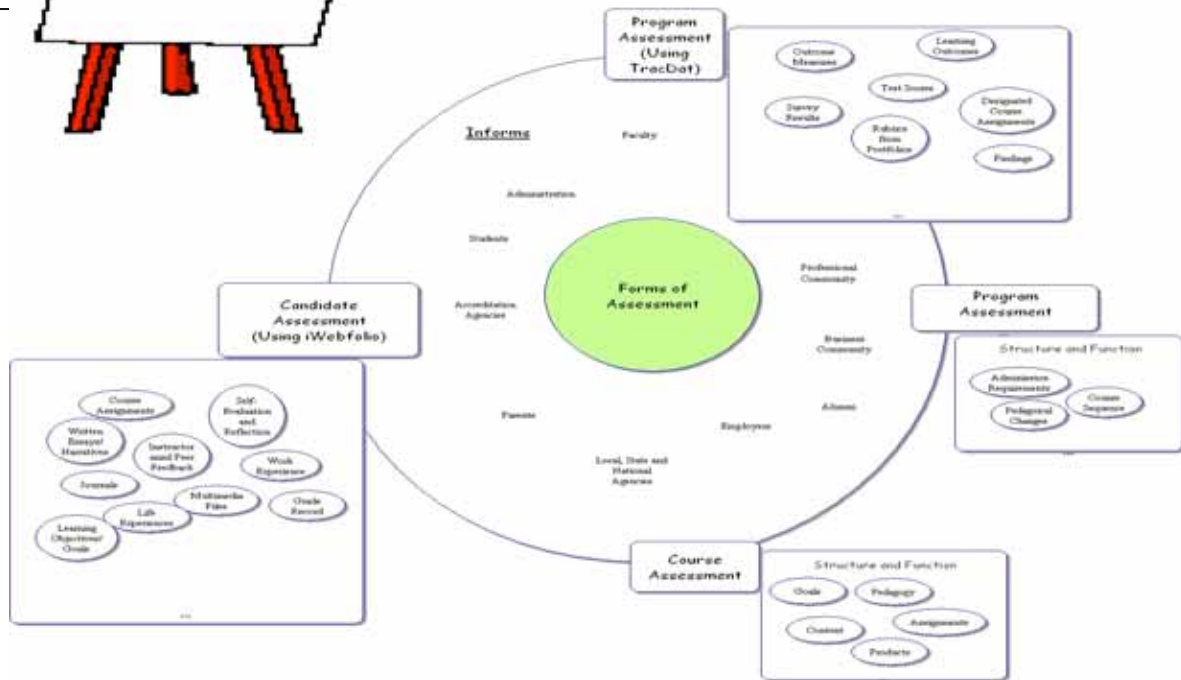 Program
Assessment
(Using
TracDat)
Outcome
Measures
Learning
Outcomes
Test Scores
Survey
Results
Rubrics
from
Portfolios
Designated
Course
Assignments
Findings
Informs
Faculty
Administration
Students
Accreditation
Agencies
Parents
Local, State and
National
Agencies
Employees
Alumni
Business
Community
Professional
Community
Forms of
Assessment
Candidate
Assessment
(Using iWebfolio)
Course
Assignments
Self-
Evaluation
and
Reflection
Written
Essays/
Narratives
Instructor
and Peer
Feedback
Work
Experience
Journals
Multimedia
Files
Grade
Record
Life
Experiences
Learning
Objectives/
Goals
Program
Assessment
Structure and Function
Admission
Requirements
Course
Sequence
Pedagogical
Changes
Course
Assessment
Structure and Function
Goals
Pedagogy
Assignments
Content
Products